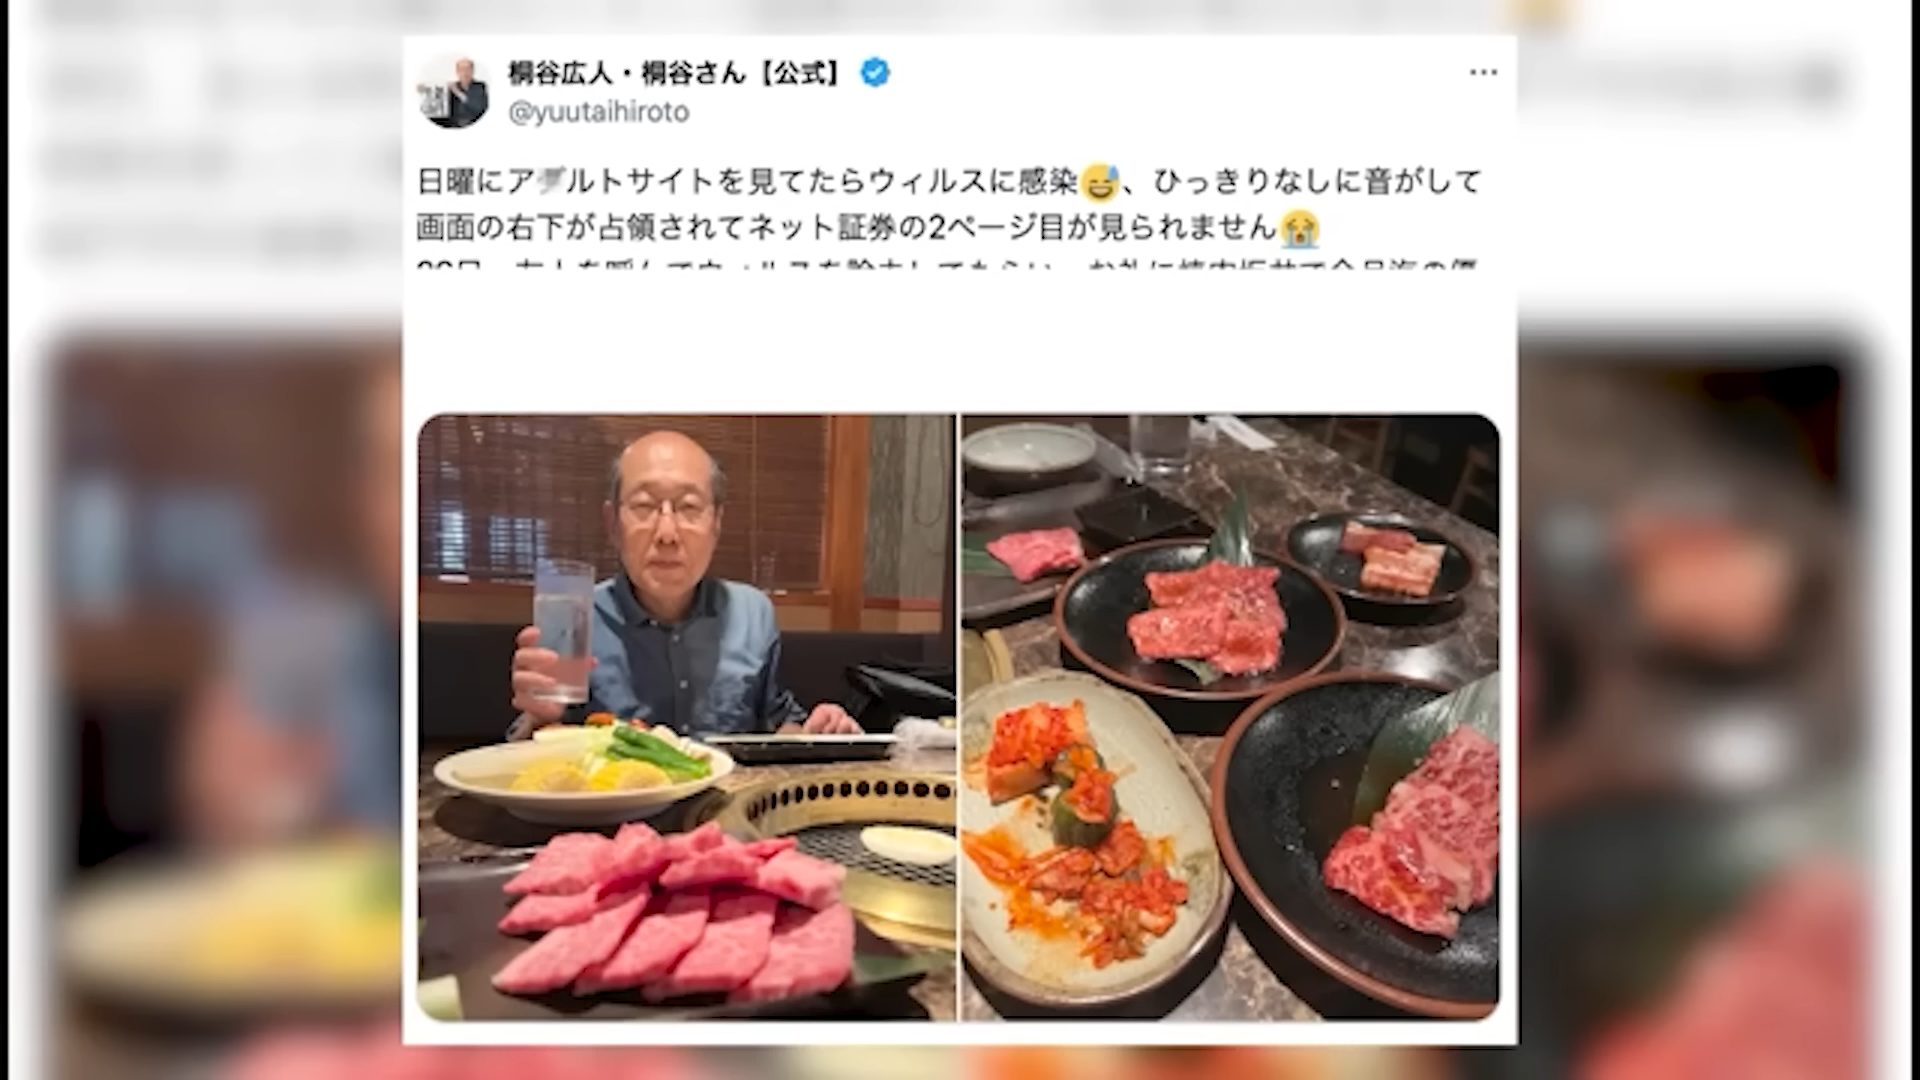 桐谷広人・桐谷さん【公式】
@yuutaihiroto
日曜にアダルトサイトを見てたらウィルスに感染😅、ひっきりなしに音がして
画面の右下が占領されてネット証券の2ページ目が見られません😭